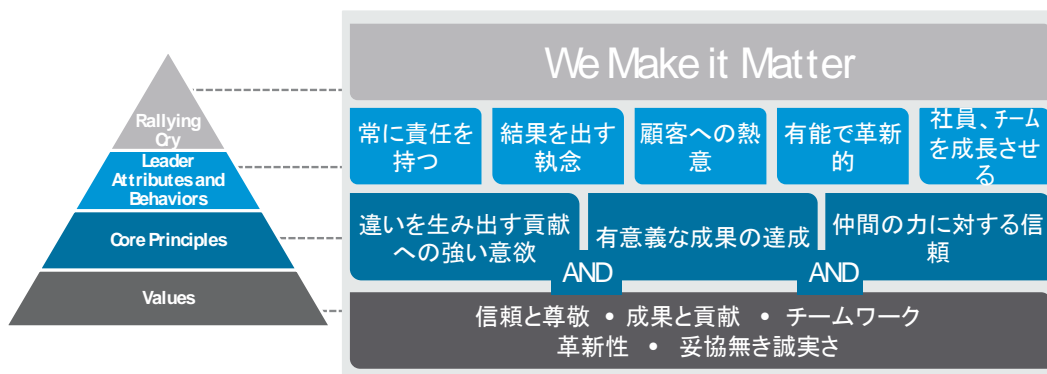 We Make it Matter
Rallying
Cry
Leader
Attributes and
Behaviors
Core Principles
Values
常に責任を
持つ
結果を出す
執念
顧客への熱
意
有能で革新
的
社員、チーム
を成長させ
る
違いを生み出す貢献
への強い意欲
AND
有意義な成果の達成
AND
仲間の力に対する信
頼
信頼と尊敬 • 成果と貢献 • チームワーク
革新性 • 妥協無き誠実さ